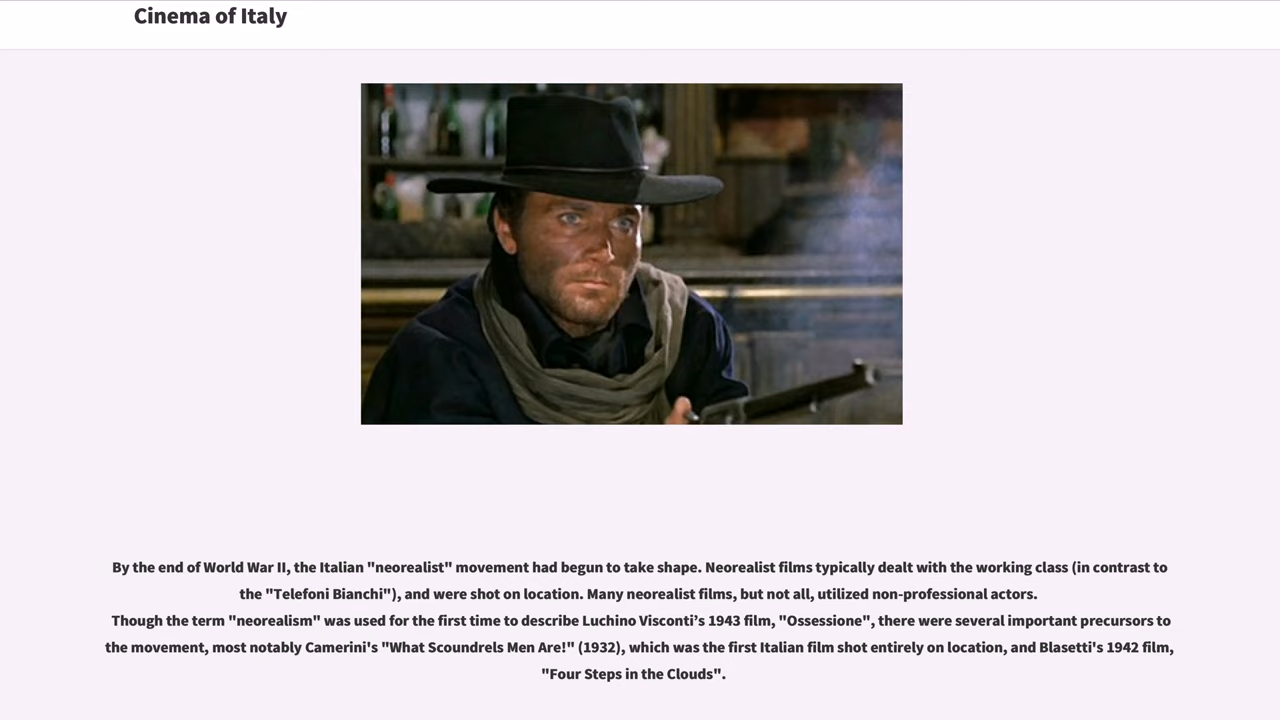 Cinema of Italy
By the end of World War II, the Italian "neorealist" movement had begun to take shape. Neorealist films typically dealt with the working class (in contrast to
the "Telefoni Bianchi"), and were shot on location. Many neorealist films, but not all, utilized non-professional actors.
Though the term "neorealism" was used for the first time to describe Luchino Visconti’s 1943 film, "Ossessione", there were several important precursors to
the movement, most notably Camerini's "What Scoundrels Men Are!" (1932), which was the first Italian film shot entirely on location, and Blasetti's 1942 film,
"Four Steps in the Clouds".